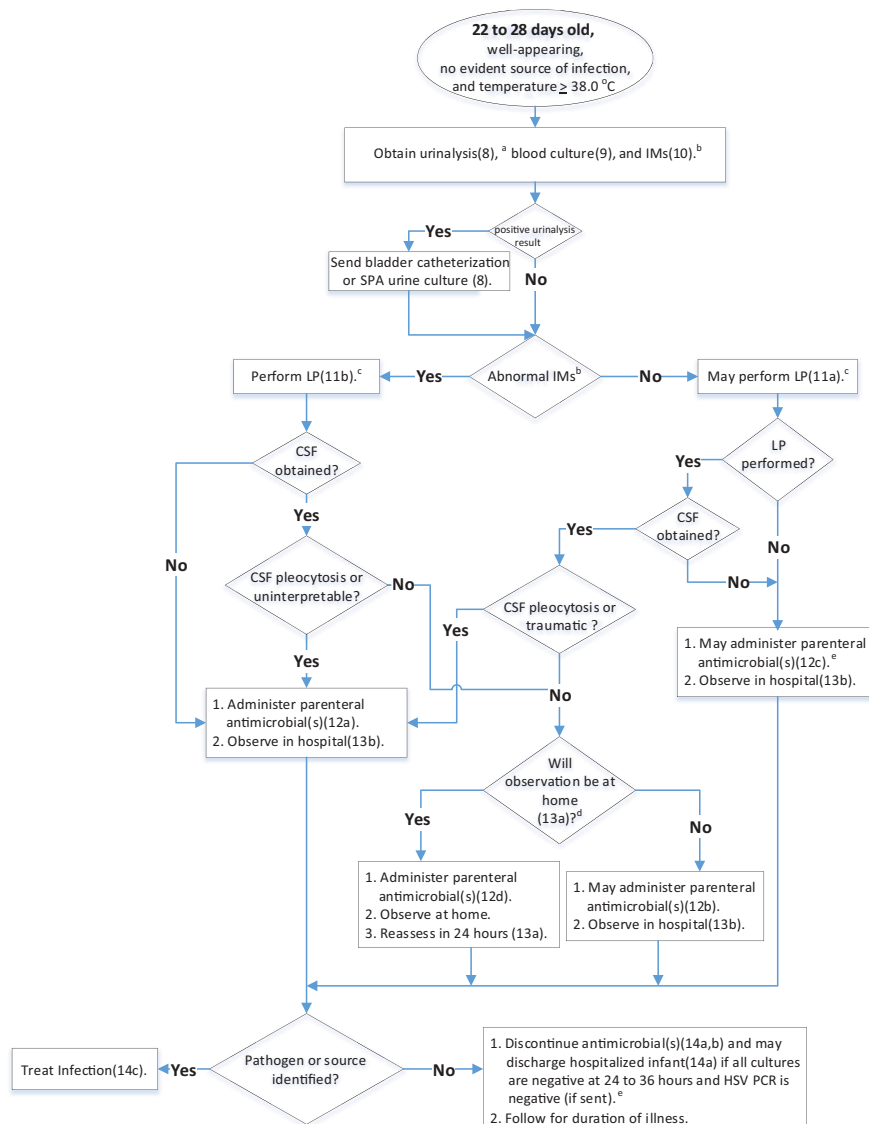 22 to 28 days old,
well-appearing,
no evident source of infection,
and temperature ≥ 38.0 °C
Obtain urinalysis(8), a blood culture(9), and IMs(10).b
positive urinalysis
result
Yes
No
Send bladder catheterization
or SPA urine culture (8).
Abnormal IMsb
Yes
No
Perform LP(11b).c
May perform LP(11a).c
CSF
obtained?
LP
performed?
Yes
No
Yes
No
CSF
obtained?
Yes
No
CSF pleocytosis or
uninterpretable?
No
Yes
CSF pleocytosis or
traumatic ?
Yes
No
1. May administer parenteral
antimicrobial(s)(12c).e
2. Observe in hospital(13b).
1. Administer parenteral
antimicrobial(s)(12a).
2. Observe in hospital(13b).
Will
observation be at
home
(13a)?d
Yes
No
1. Administer parenteral
antimicrobial(s)(12d).
2. Observe at home.
3. Reassess in 24 hours (13a).
1. May administer parenteral
antimicrobial(s)(12b).
2. Observe in hospital(13b).
Pathogen or source
identified?
Yes
No
Treat Infection(14c).
1. Discontinue antimicrobial(s)(14a,b) and may
discharge hospitalized infant(14a) if all cultures
are negative at 24 to 36 hours and HSV PCR is
negative (if sent).e
2. Follow for duration of illness.